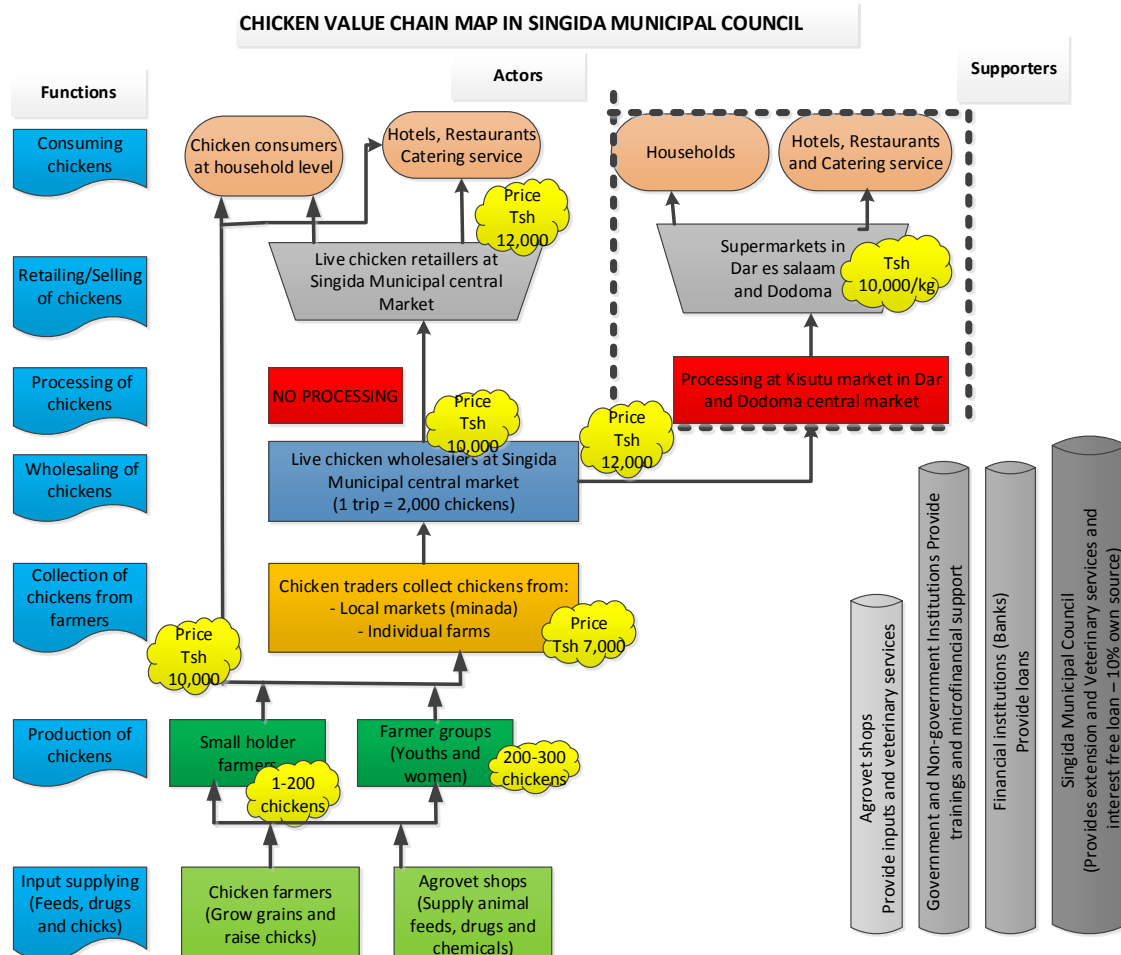 CHICKEN VALUE CHAIN MAP IN SINGIDA MUNICIPAL COUNCIL
Functions
Actors
Supporters
Consuming
chickens
Chicken consumers
at household level
Hotels, Restaurants
Catering service
Households
Hotels, Restaurants
and Catering service
Price
Tsh
12,000
Retailing/Selling
of chickens
Live chicken retaillers at
Singida Municipal central
Market
Supermarkets in
Dar es salaam
and Dodoma
Tsh
10,000/kg
Processing of
chickens
NO PROCESSING
Price
Tsh
10,000
Processing at Kisutu market in Dar
and Dodoma central market
Price
Tsh
12,000
Wholesaling of
chickens
Live chicken wholesalers at Singida
Municipal central market
(1 trip = 2,000 chickens)
Collection of
chickens from
farmers
Chicken traders collect chickens from:
- Local markets (minada)
- Individual farms
Price
Tsh 7,000
Price
Tsh
10,000
Production of
chickens
Small holder
farmers
1-200
chickens
Farmer groups
(Youths and
women)
200-300
chickens
Input supplying
(Feeds, drugs
and chicks)
Chicken farmers
(Grow grains and
raise chicks)
Agrovet shops
(Supply animal
feeds, drugs and
chemicals)
Agrovet shops
Provide inputs and veterinary services
Government and Non-government Institutions Provide
trainings and microfinancial support
Financial institutions (Banks)
Provide loans
Singida Municipal Council
(Provides extension and Veterinary services and
interest free loan – 10% own source